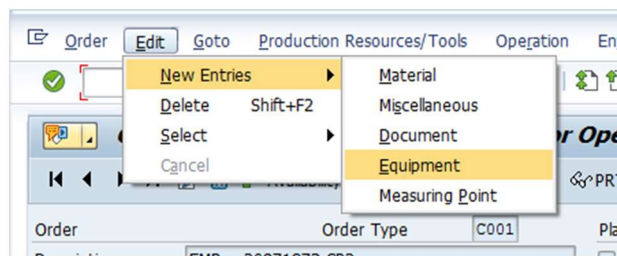 Order Edit Goto Production Resources/Tools Operation
New Entries Material
Delete Shift+F2 Miscellaneous
Select Document
Cancel Equipment
Measuring Point
PRT
Order Order Type C001